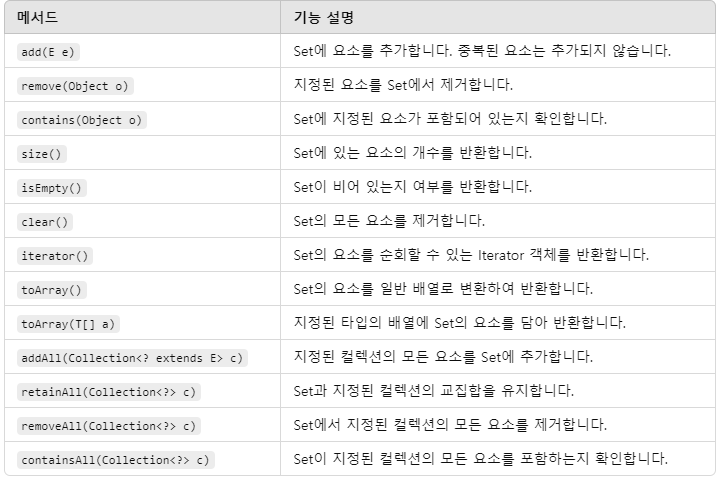 메서드 기능 설명
add(E e) Set에 요소를 추가합니다. 중복된 요소는 추가되지 않습니다.
remove(Object o) 지정된 요소를 Set에서 제거합니다.
contains(Object o) Set에 지정된 요소가 포함되어 있는지 확인합니다.
size() Set에 있는 요소의 개수를 반환합니다.
isEmpty() Set이 비어 있는지 여부를 반환합니다.
clear() Set의 모든 요소를 제거합니다.
iterator() Set의 요소를 순회할 수 있는 Iterator 객체를 반환합니다.
toArray() Set의 요소를 일반 배열로 변환하여 반환합니다.
toArray(T[] a) 지정된 타입의 배열에 Set의 요소를 담아 반환합니다.
addAll(Collection<? extends E> c) 지정된 컬렉션의 모든 요소를 Set에 추가합니다.
retainAll(Collection<?> c) Set과 지정된 컬렉션의 교집합을 유지합니다.
removeAll(Collection<?> c) Set에서 지정된 컬렉션의 모든 요소를 제거합니다.
containsAll(Collection<?> c) Set이 지정된 컬렉션의 모든 요소를 포함하는지 확인합니다.